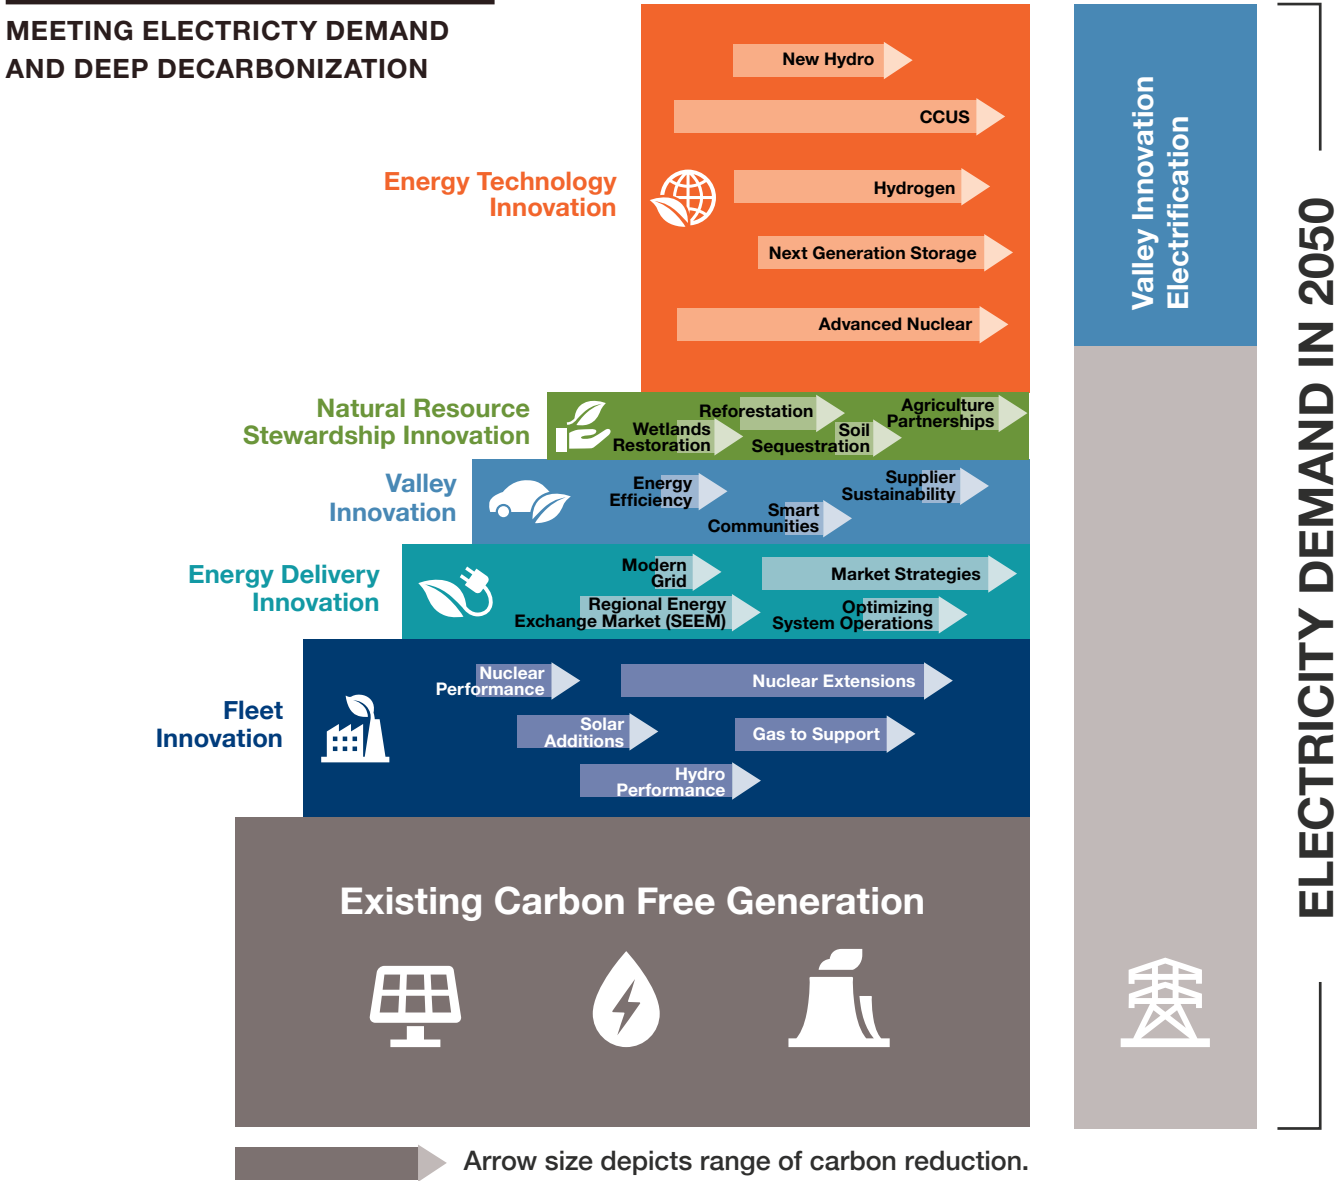 MEETING ELECTRICTY DEMAND
AND DEEP DECARBONIZATION
Energy Technology
Innovation
New Hydro
CCUS
Hydrogen
Next Generation Storage
Advanced Nuclear
Natural Resource
Stewardship Innovation
Wetlands
Restoration
Reforestation
Soil
Sequestration
Agriculture
Partnerships
Valley
Innovation
Energy
Efficiency
Smart
Communities
Supplier
Sustainability
Energy Delivery
Innovation
Modern
Grid
Market Strategies
Regional Energy
Exchange Market (SEEM)
Optimizing
System Operations
Fleet
Innovation
Nuclear
Performance
Nuclear Extensions
Solar
Additions
Gas to Support
Hydro
Performance
Existing Carbon Free Generation
Arrow size depicts range of carbon reduction.
Valley Innovation
Electrification
ELECTRICITY DEMAND IN 2050